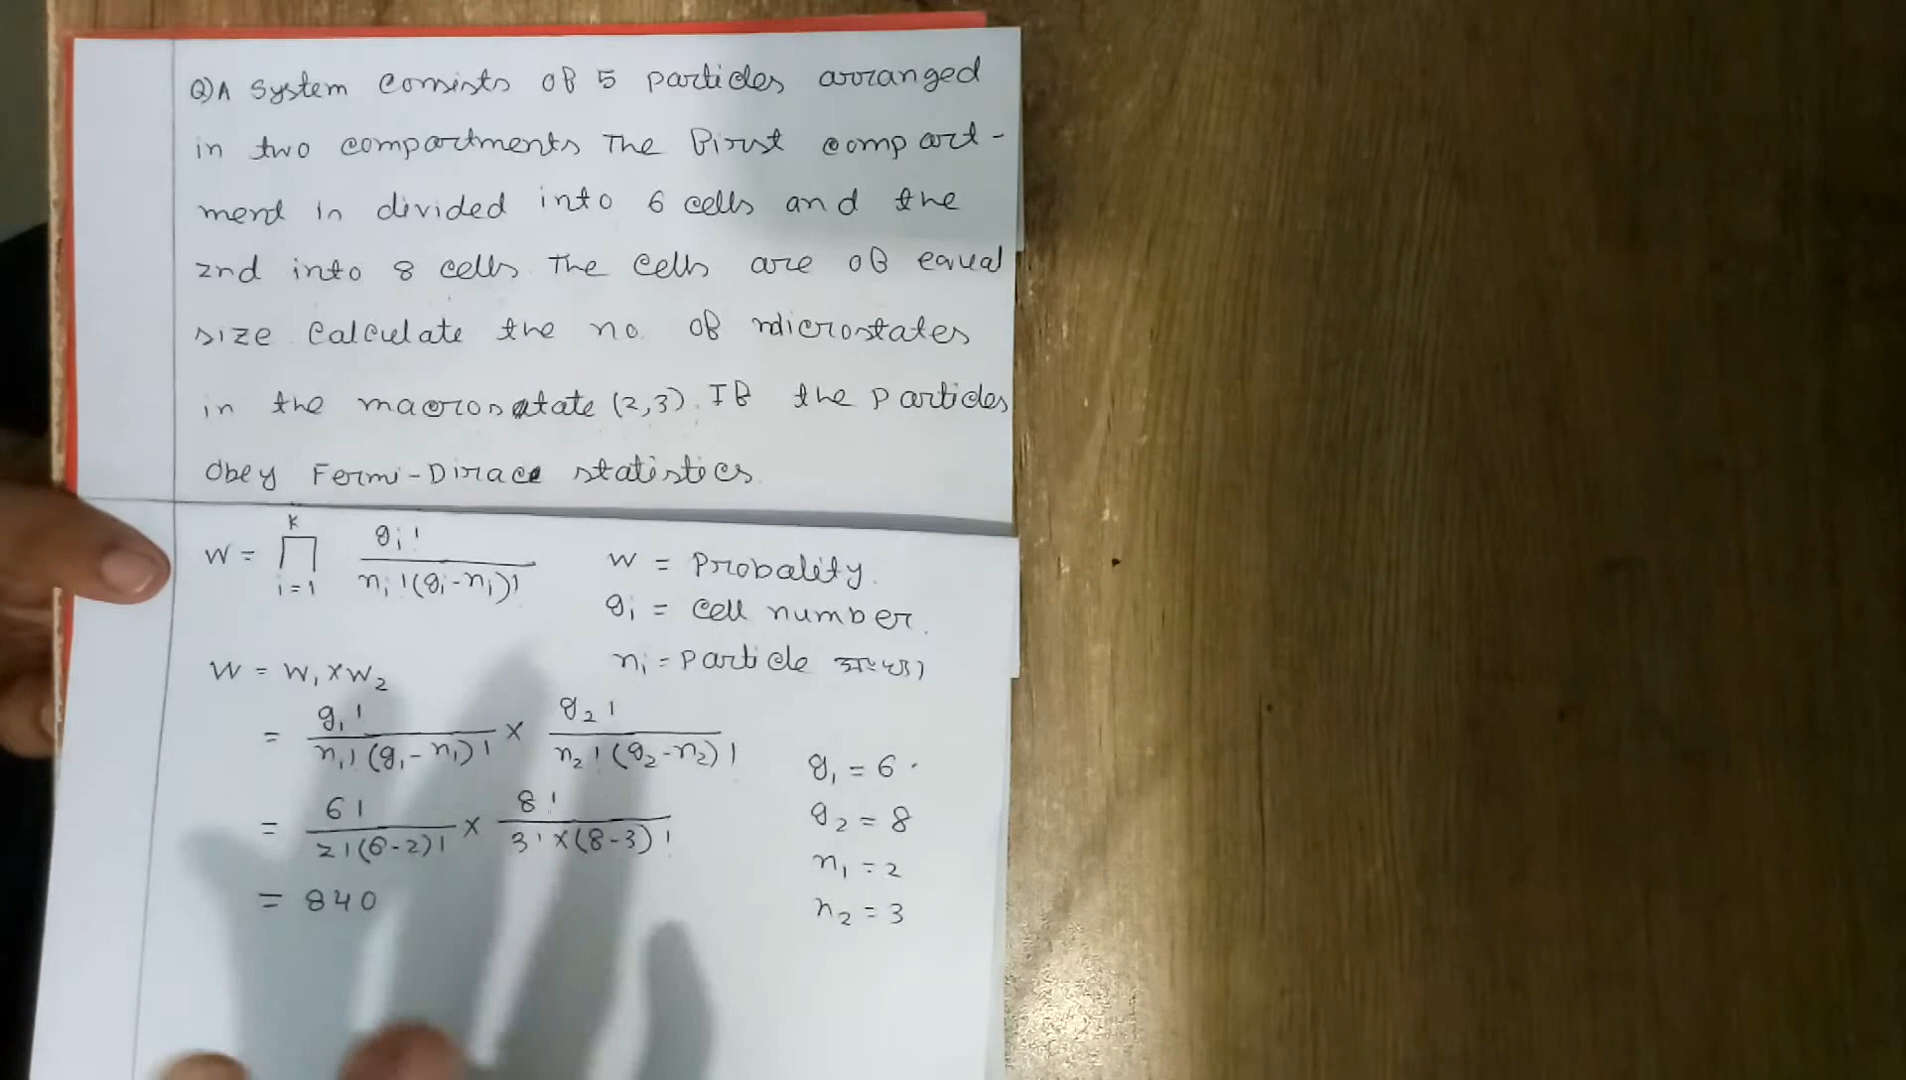 Q) A System consists of 5 particles arranged
in two compartments The first compart-
ment is divided into 6 cells and the
2nd into 8 cells. The cells are of equal
size. Calculate the no. of microstates
in the macrostate (2,3). If the particles
Obey Fermi-Dirac statistics
W = ∏_{i=1}^{K} g_i! / n_i!(g_i-n_i)!
W = Probality.
g_i = cell number.
n_i = particle সংখ্যা
W = W₁ x W₂
= g₁! / n₁!(g₁-n₁)! x g₂! / n₂!(g₂-n₂)!
= 6! / 2!(6-2)! x 8! / 3!x(8-3)!
= 840
g₁ = 6
g₂ = 8
n₁ = 2
n₂ = 3